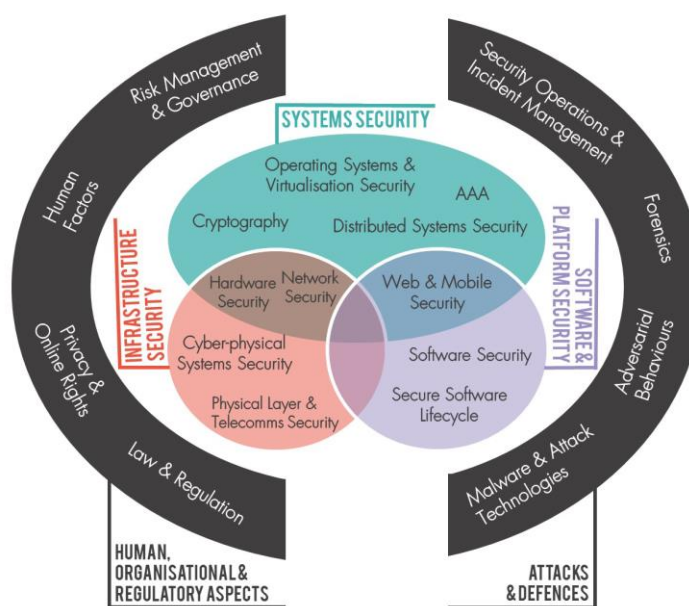 Risk Management
& Governance
Human
Factors
Privacy &
Online Rights
Law & Regulation
HUMAN,
ORGANISATIONAL &
REGULATORY ASPECTS
SYSTEMS SECURITY
Operating Systems &
Virtualisation Security
AAA
Cryptography
Distributed Systems Security
INFRASTRUCTURE
SECURITY
Hardware
Security
Network
Security
Cyber-physical
Systems Security
Physical Layer &
Telecomms Security
Web & Mobile
Security
Software Security
Secure Software
Lifecycle
SOFTWARE &
PLATFORM SECURITY
Security Operations &
Incident Management
Forensics
Adversarial
Behaviours
Malware & Attack
Technologies
ATTACKS
& DEFENCES